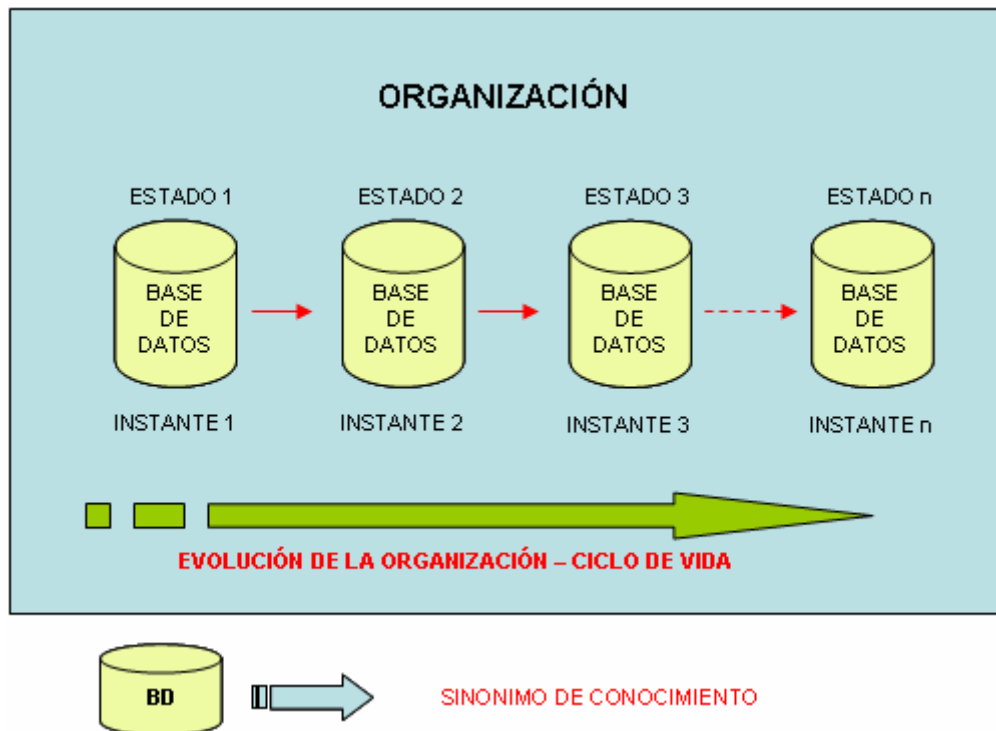 ORGANIZACIÓN
ESTADO 1 ESTADO 2 ESTADO 3 ESTADO n
BASE BASE BASE BASE
DE DE DE DE
DATOS DATOS DATOS DATOS
INSTANTE 1 INSTANTE 2 INSTANTE 3 INSTANTE n
EVOLUCIÓN DE LA ORGANIZACIÓN – CICLO DE VIDA
BD SINONIMO DE CONOCIMIENTO